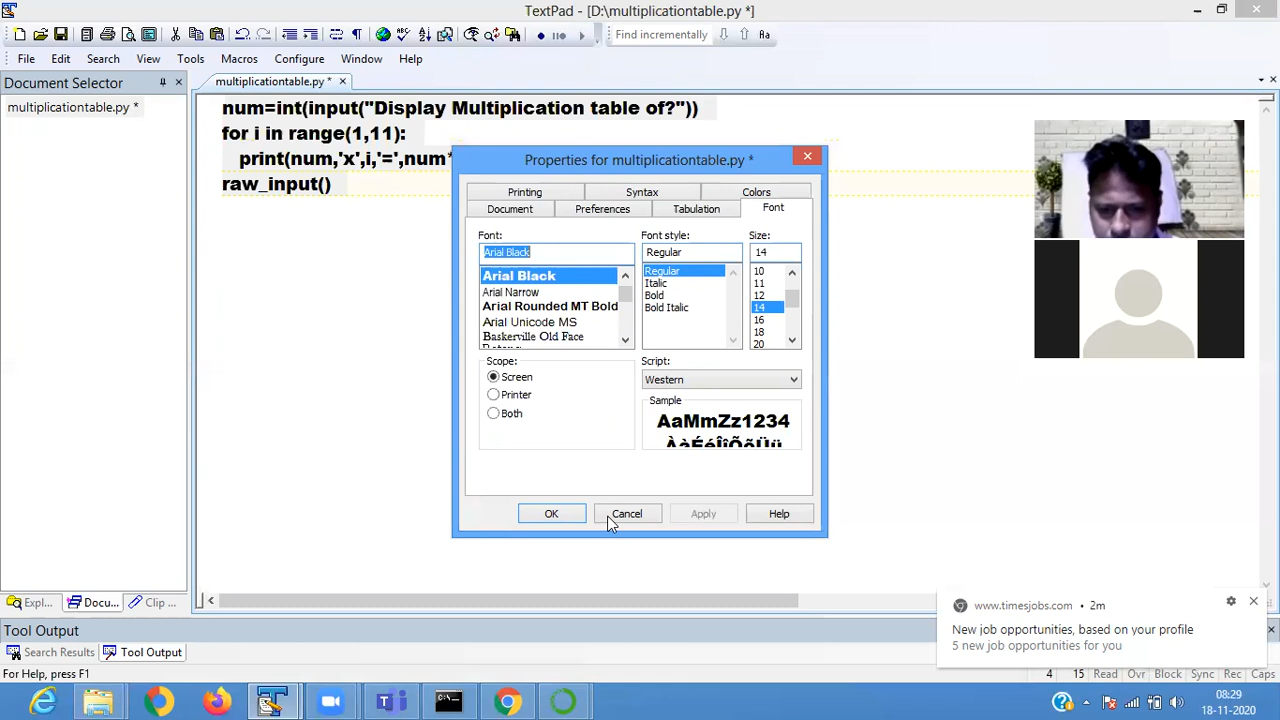 TextPad - [D:\multiplicationtable.py *]
Find incrementally
Aa
File Edit Search View Tools Macros Configure Window Help
Document Selector
multiplicationtable.py *
multiplicationtable.py *
num=int(input("Display Multiplication table of?"))
for i in range(1,11):
print(num,'x',i,'=',num*
raw_input()
Properties for multiplicationtable.py *
Printing Syntax Colors
Document Preferences Tabulation Font
Font: Font style: Size:
Arial Black Regular 14
Arial Black
Arial Narrow
Arial Rounded MT Bold
Arial Unicode MS
Baskerville Old Face
Regular
Italic
Bold
Bold Italic
10
11
12
14
16
18
20
Scope:
Screen
Printer
Both
Script:
Western
Sample
AaMmZz1234
ÀàÉéÎîÕõÜü
OK Cancel Apply Help
www.timesjobs.com • 2m
New job opportunities, based on your profile
5 new job opportunities for you
Expl... Docu... Clip ...
Tool Output
Search Results Tool Output
For Help, press F1
4 15 Read Ovr Block Sync Rec Caps
08:29
18-11-2020